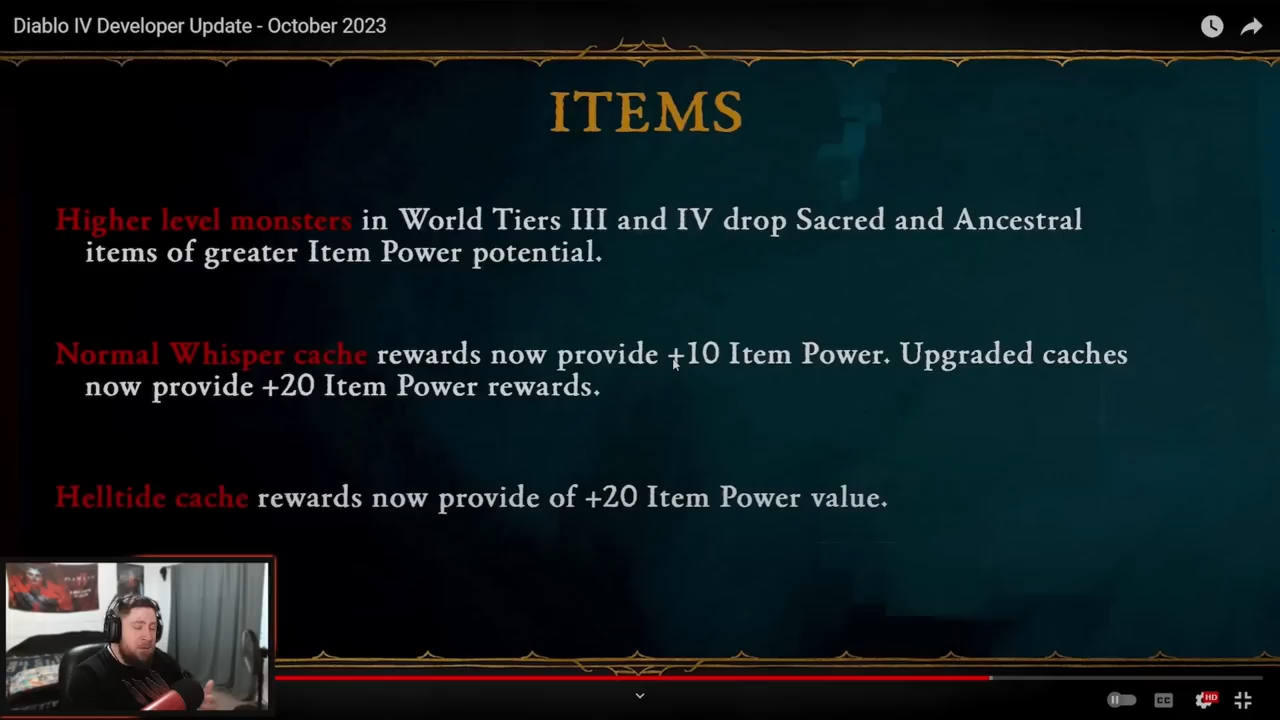 Diablo IV Developer Update - October 2023
ITEMS
Higher level monsters in World Tiers III and IV drop Sacred and Ancestral
items of greater Item Power potential.
Normal Whisper cache rewards now provide +10 Item Power. Upgraded caches
now provide +20 Item Power rewards.
Helltide cache rewards now provide of +20 Item Power value.
CC
HD